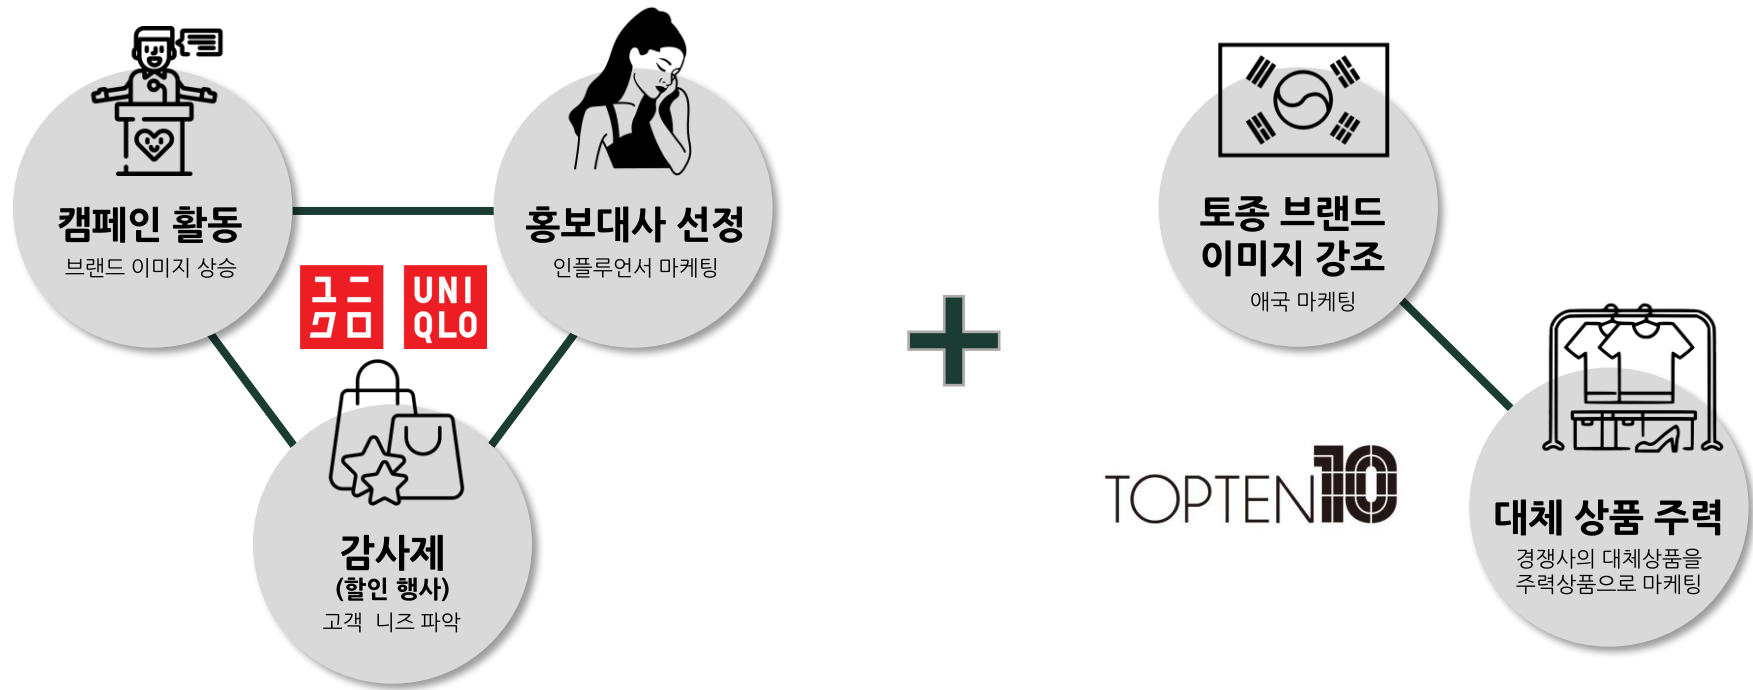 캠페인 활동
브랜드 이미지 상승
홍보대사 선정
인플루언서 마케팅
ユニ
クロ
UNI
QLO
감사제
(할인 행사)
고객 니즈 파악
토종 브랜드
이미지 강조
애국 마케팅
TOPTEN10
대체 상품 주력
경쟁사의 대체상품을
주력상품으로 마케팅